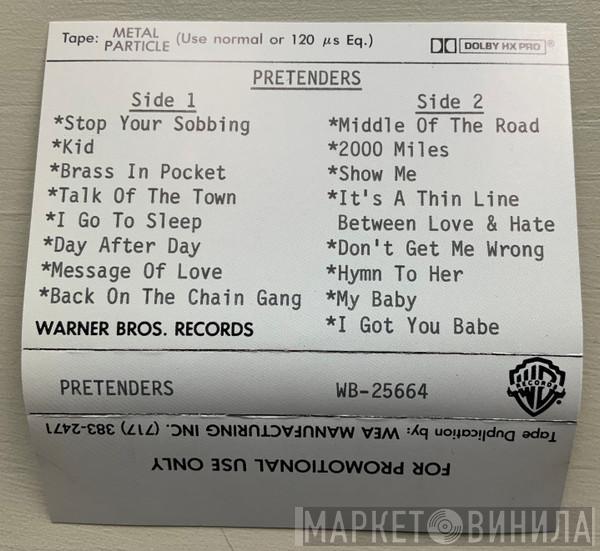 Tape: METAL PARTICLE (Use normal or 120 µs Eq.)
DOLBY HX PRO®
PRETENDERS
Side 1
*Stop Your Sobbing
*Kid
*Brass In Pocket
*Talk Of The Town
*I Go To Sleep
*Day After Day
*Message Of Love
*Back On The Chain Gang
WARNER BROS. RECORDS
Side 2
*Middle Of The Road
*2000 Miles
*Show Me
*It's A Thin Line
Between Love & Hate
*Don't Get Me Wrong
*Hymn To Her
*My Baby
*I Got You Babe
PRETENDERS
WB-25664
WB
RECORDS
Tape Duplication by: WEA MANUFACTURING INC. (717) 383-2471
FOR PROMOTIONAL USE ONLY
МАРКЕТ ВИНИЛА